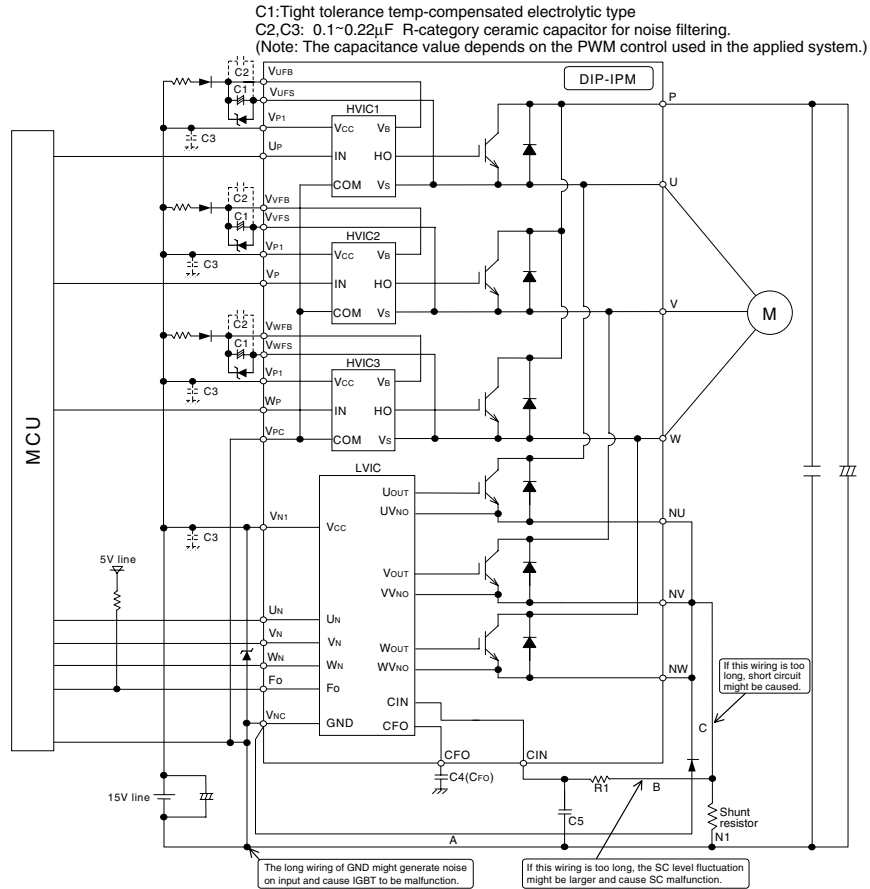 C1:Tight tolerance temp-compensated electrolytic type
C2,C3: 0.1~0.22μF R-category ceramic capacitor for noise filtering.
(Note: The capacitance value depends on the PWM control used in the applied system.)
DIP-IPM
C2
VUFB
C1
VUFS
HVIC1
P
VP1
C3
VCC
VB
UP
IN
HO
COM
VS
U
C2
VVFB
C1
VVFS
HVIC2
VP1
C3
VCC
VB
VP
IN
HO
COM
VS
V
M
C2
VWFB
C1
VWFS
HVIC3
VP1
C3
VCC
VB
WP
IN
HO
VPC
COM
VS
W
MCU
LVIC
UOUT
UVNO
NU
VN1
C3
VCC
5V line
VOUT
VVNO
NV
UN
UN
VN
VN
WOUT
WN
WN
WVNO
NW
FO
Fo
If this wiring is too
long, short circuit
might be caused.
CIN
VNC
GND
CFO
C
CFO
CIN
C4(CFO)
R1
B
15V line
C5
Shunt
resistor
N1
A
The long wiring of GND might generate noise
on input and cause IGBT to be malfunction.
If this wiring is too long, the SC level fluctuation
might be larger and cause SC malfunction.